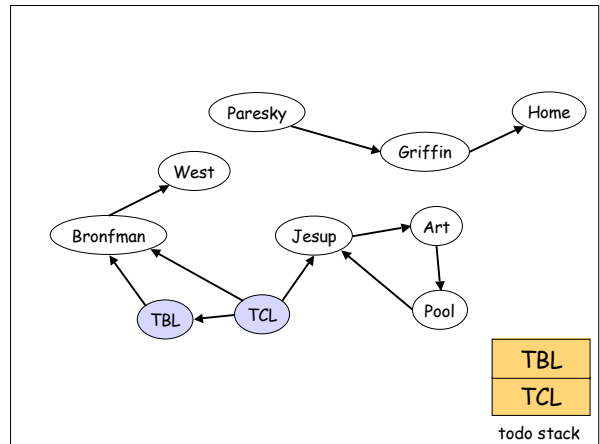 Paresky
Home
Griffin
West
Bronfman
Jesup
Art
TBL
TCL
Pool
TBL
TCL
todo stack